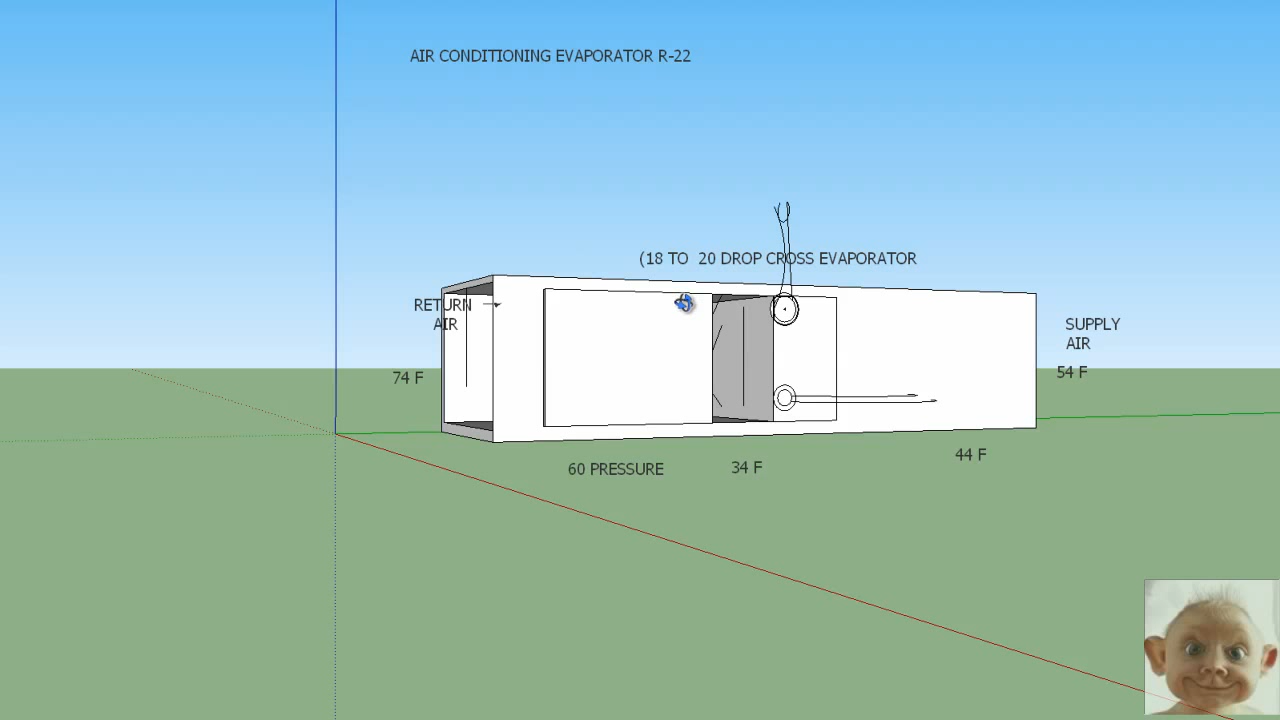 AIR CONDITIONING EVAPORATOR R-22
(18 TO 20 DROP CROSS EVAPORATOR
RETURN
AIR
SUPPLY
AIR
74 F
54 F
60 PRESSURE
34 F
44 F